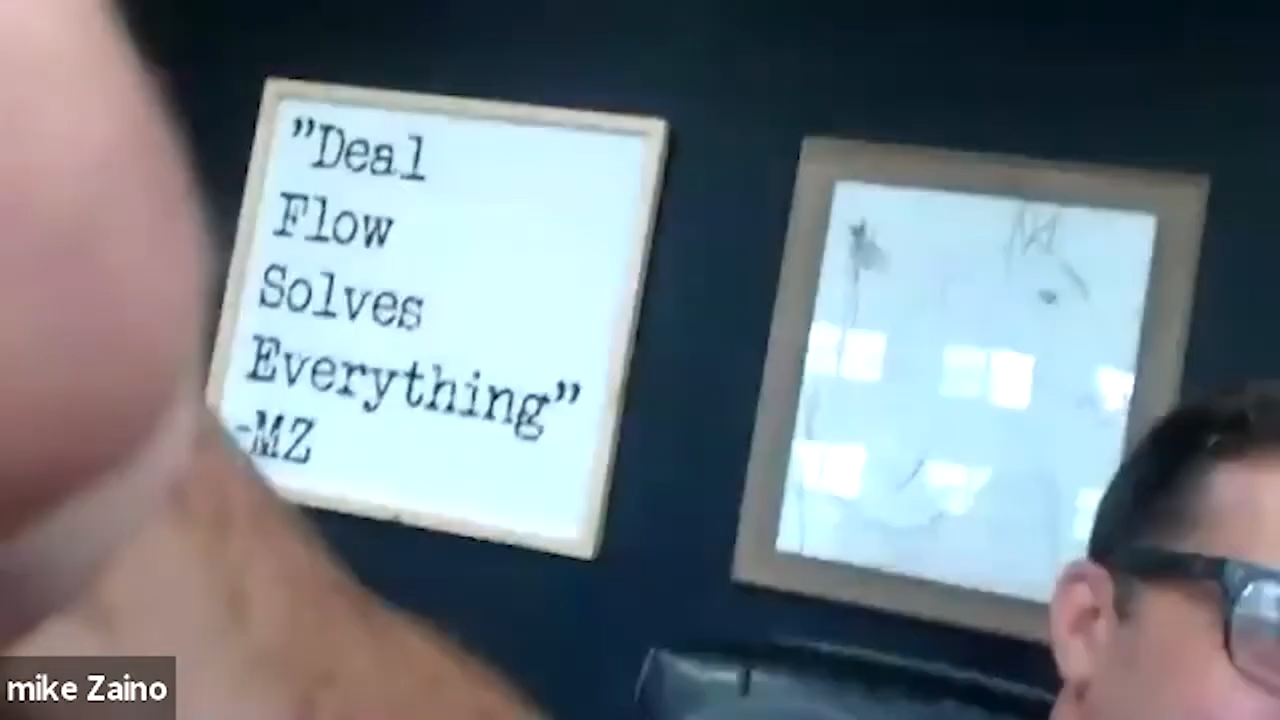 ”Deal
Flow
Solves
Everything”
-MZ
mike Zaino